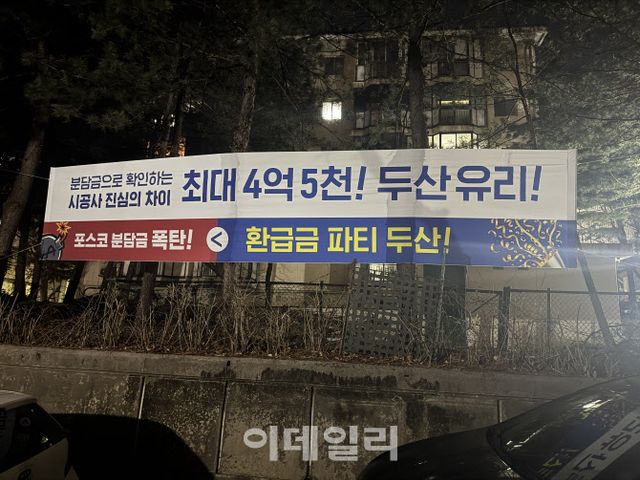 분담금으로 확인하는
시공사 진심의 차이
최대 4억 5천! 두산 유리!
포스코 분담금 폭탄!
<
환급금 파티 두산!
이데일리